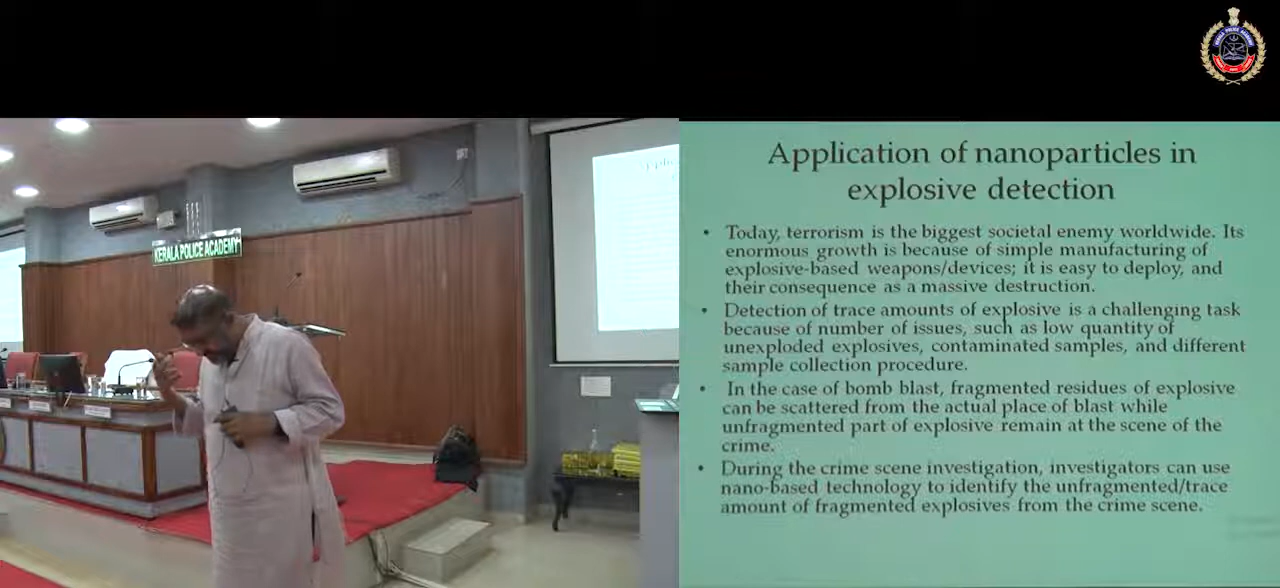 KERALA POLICE ACADEMY
Application of nanoparticles in
explosive detection
• Today, terrorism is the biggest societal enemy worldwide. Its
enormous growth is because of simple manufacturing of
explosive-based weapons/devices; it is easy to deploy, and
their consequence as a massive destruction.
• Detection of trace amounts of explosive is a challenging task
because of number of issues, such as low quantity of
unexploded explosives, contaminated samples, and different
sample collection procedure.
• In the case of bomb blast, fragmented residues of explosive
can be scattered from the actual place of blast while
unfragmented part of explosive remain at the scene of the
crime.
• During the crime scene investigation, investigators can use
nano-based technology to identify the unfragmented/trace
amount of fragmented explosives from the crime scene.